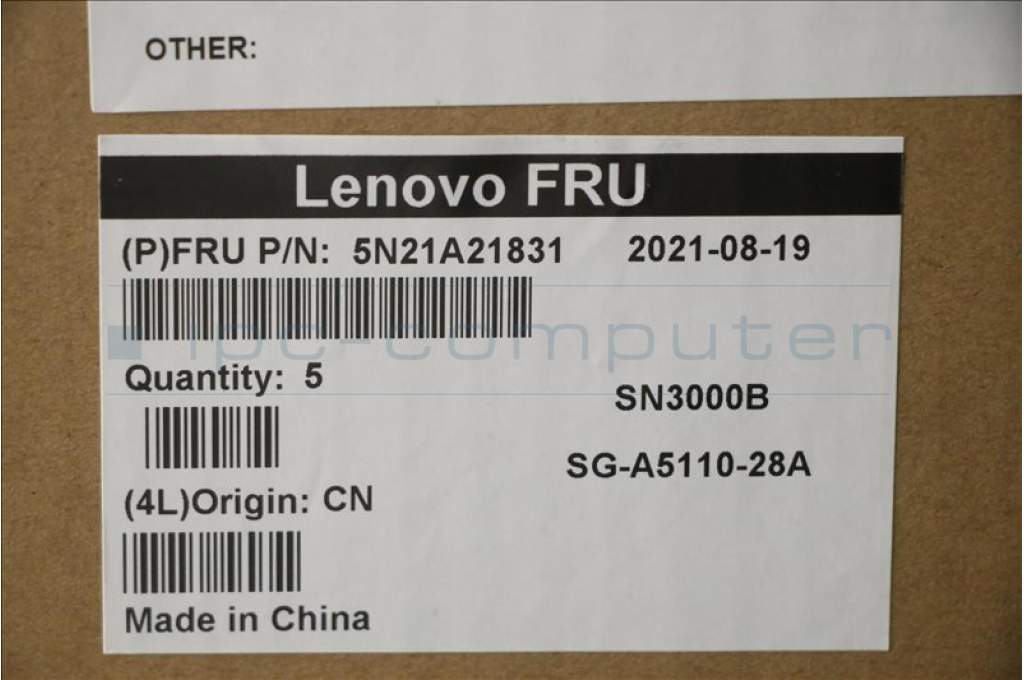 OTHER:
Lenovo FRU
(P)FRU P/N: 5N21A21831 2021-08-19
ipc-computer
Quantity: 5
SN3000B
SG-A5110-28A
(4L)Origin: CN
Made in China